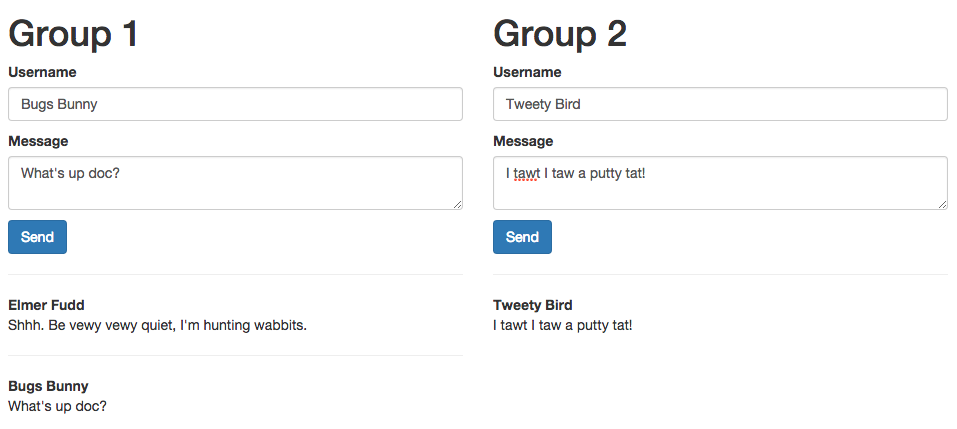 Group 1
Username
Bugs Bunny
Message
What's up doc?
Send
Elmer Fudd
Shhh. Be vewy vewy quiet, I'm hunting wabbits.
Bugs Bunny
What's up doc?
Group 2
Username
Tweety Bird
Message
I tawt I taw a putty tat!
Send
Tweety Bird
I tawt I taw a putty tat!